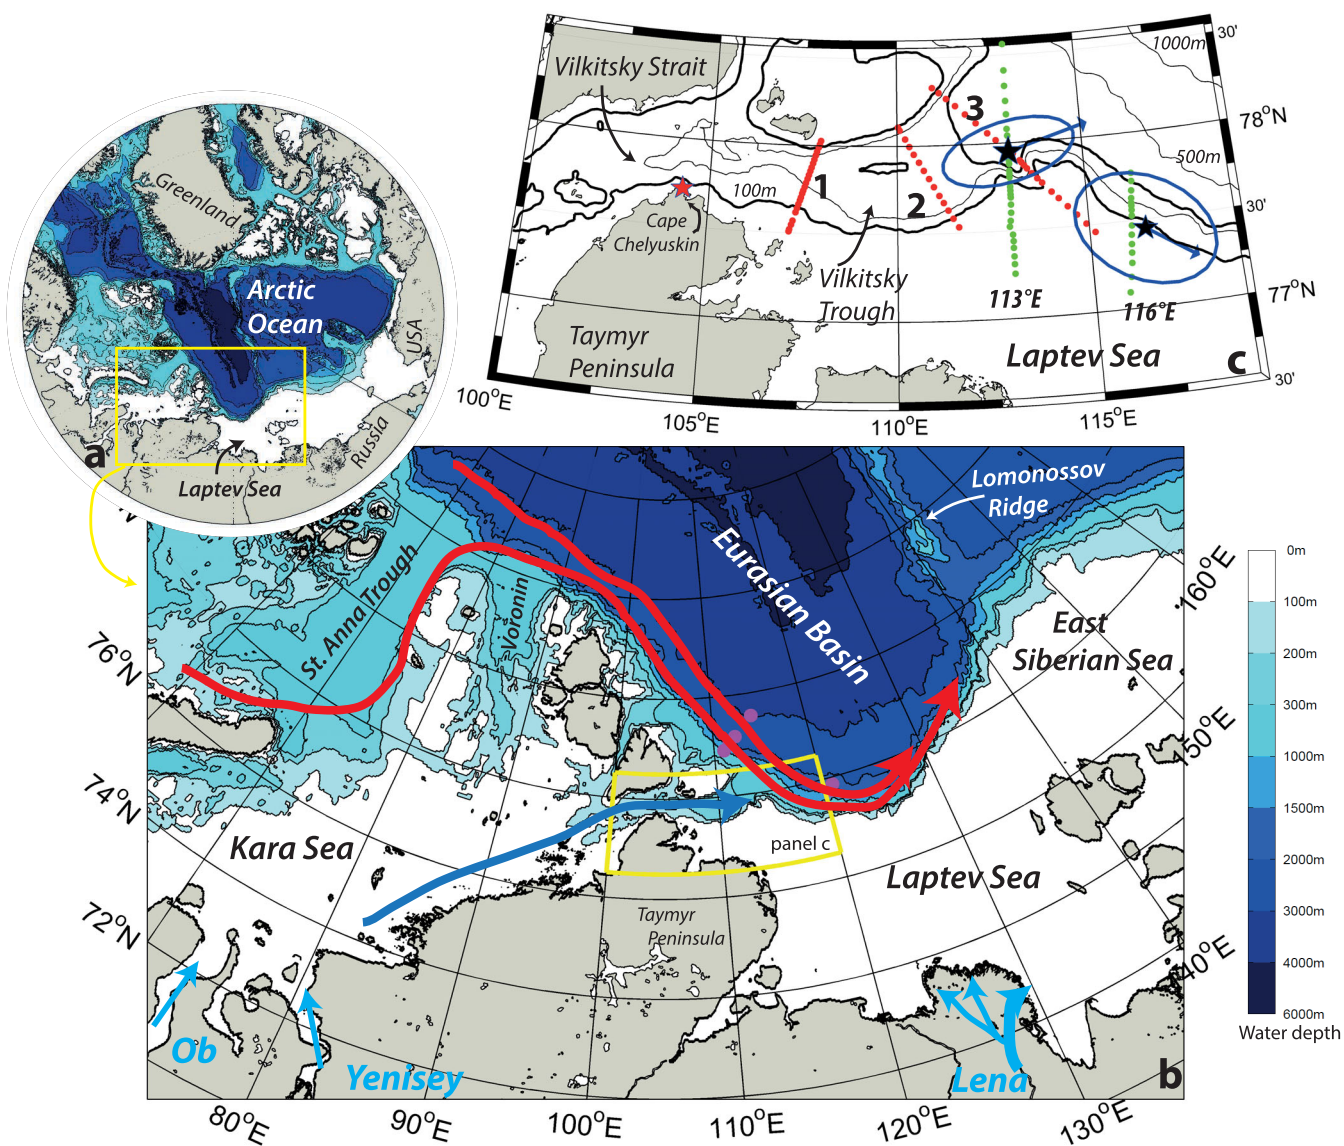 Greenland
Arctic
Ocean
USA
Russia
Laptev Sea
a
Vilkitsky Strait
0
100m
Cape
Chelyuskin
1
2
3
1000m
500m
30'
78°N
30'
77°N
30'
Vilkitsky
Trough
113°E
116°E
Taymyr
Peninsula
Laptev Sea
c
100°E
105°E
110°E
115°E
N
St. Anna Trough
Voronin
Eurasian Basin
Lomonossov
Ridge
East
Siberian Sea
160°E
150°E
140°E
76°N
74°N
72°N
Kara Sea
panel c
Laptev Sea
Taymyr
Peninsula
Ob
Yenisey
Lena
b
80°E
90°E
100°E
110°E
120°E
130°E
0m
100m
200m
300m
1000m
1500m
2000m
3000m
4000m
6000m
Water depth